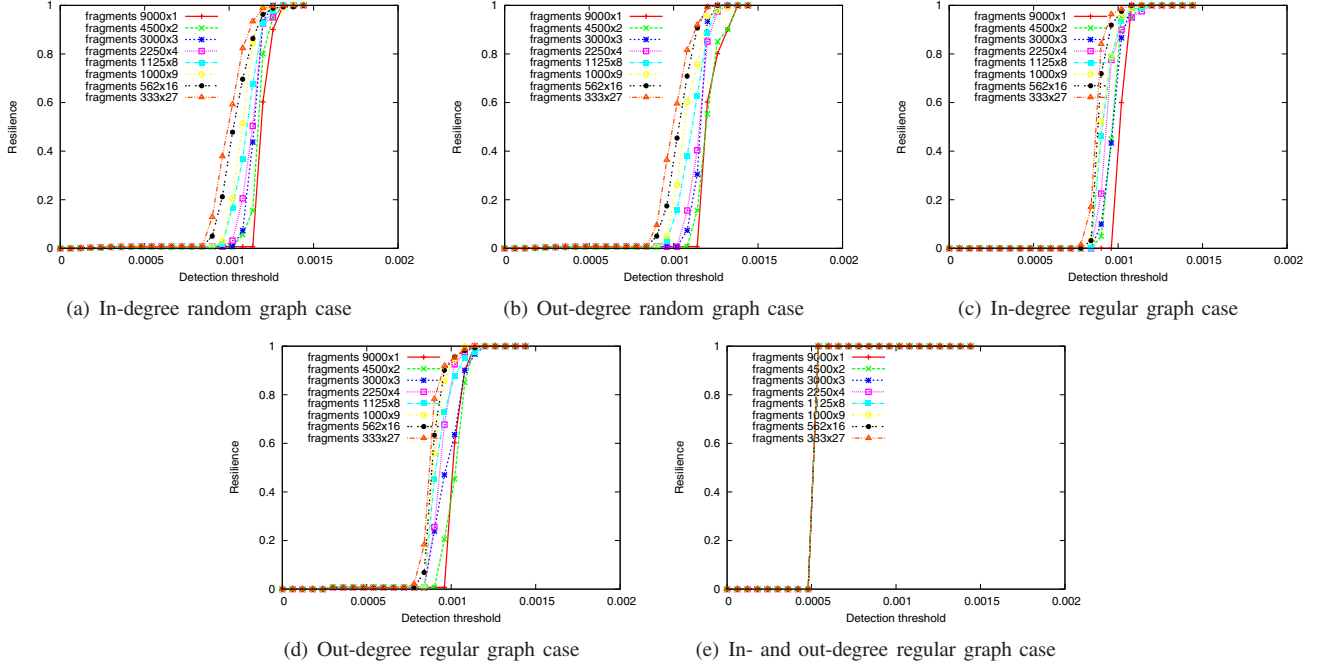 fragments 9000x1
fragments 4500x2
fragments 3000x3
fragments 2250x4
fragments 1125x8
fragments 1000x9
fragments 562x16
fragments 333x27
Resilience
1
0.8
0.6
0.4
0.2
0
0 0.0005 0.001 0.0015 0.002
Detection threshold
(a) In-degree random graph case
fragments 9000x1
fragments 4500x2
fragments 3000x3
fragments 2250x4
fragments 1125x8
fragments 1000x9
fragments 562x16
fragments 333x27
Resilience
1
0.8
0.6
0.4
0.2
0
0 0.0005 0.001 0.0015 0.002
Detection threshold
(b) Out-degree random graph case
fragments 9000x1
fragments 4500x2
fragments 3000x3
fragments 2250x4
fragments 1125x8
fragments 1000x9
fragments 562x16
fragments 333x27
Resilience
1
0.8
0.6
0.4
0.2
0
0 0.0005 0.001 0.0015 0.002
Detection threshold
(c) In-degree regular graph case
fragments 9000x1
fragments 4500x2
fragments 3000x3
fragments 2250x4
fragments 1125x8
fragments 1000x9
fragments 562x16
fragments 333x27
Resilience
1
0.8
0.6
0.4
0.2
0
0 0.0005 0.001 0.0015 0.002
Detection threshold
(d) Out-degree regular graph case
fragments 9000x1
fragments 4500x2
fragments 3000x3
fragments 2250x4
fragments 1125x8
fragments 1000x9
fragments 562x16
fragments 333x27
Resilience
1
0.8
0.6
0.4
0.2
0
0 0.0005 0.001 0.0015 0.002
Detection threshold
(e) In- and out-degree regular graph case